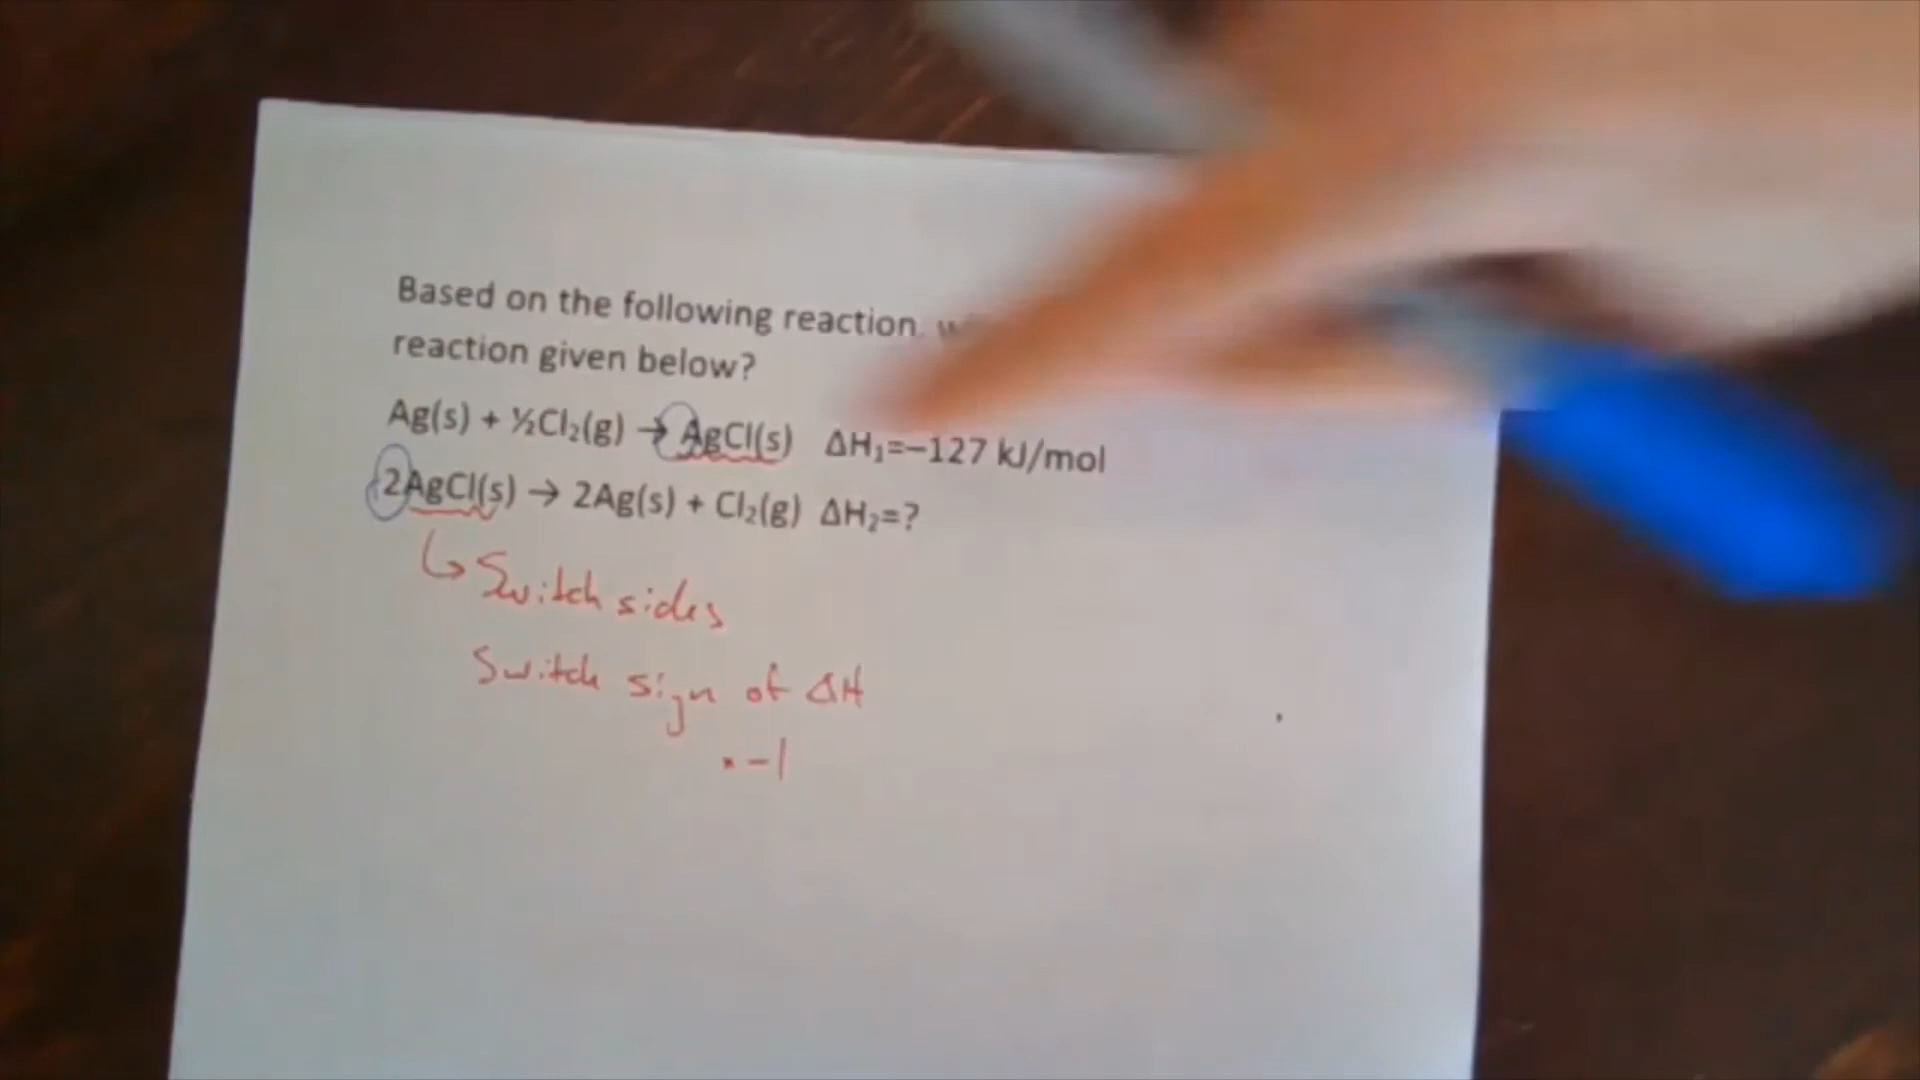 Based on the following reaction,
reaction given below?
Ag(s) + ½Cl₂(g) → AgCl(s) ΔH₁=−127 kJ/mol
2AgCl(s) → 2Ag(s) + Cl₂(g) ΔH₂=?
↳ Switch sides
Switch sign of ΔH
· −1